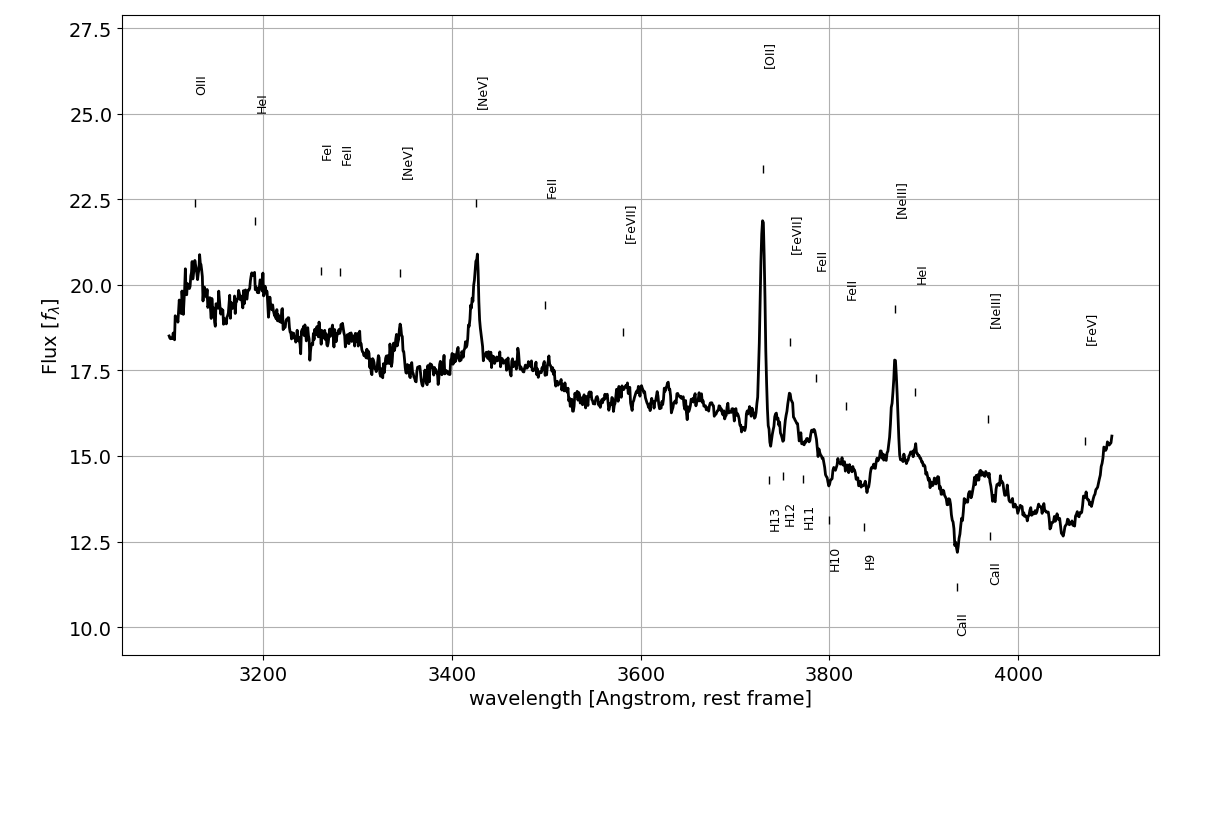 27.5
25.0
22.5
20.0
17.5
15.0
12.5
10.0
Flux [fλ]
OIII
HeI
FeI
FeII
[NeV]
[NeV]
FeII
[FeVII]
[OII]
[FeVII]
FeII
FeII
[NeIII]
HeI
[NeIII]
[FeV]
H13
H12
H11
H10
H9
CaII
CaII
3200
3400
3600
3800
4000
wavelength [Angstrom, rest frame]